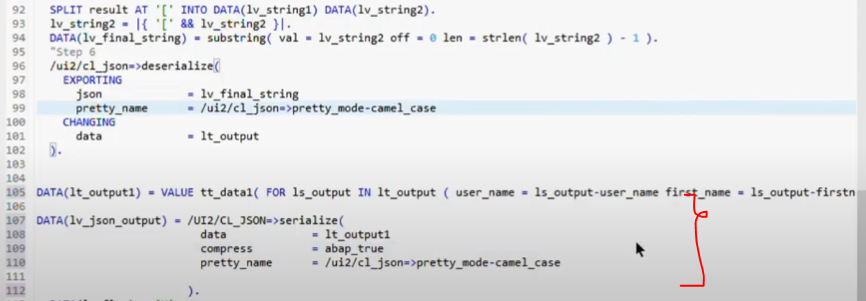 92 SPLIT result AT '[' INTO DATA(lv_string1) DATA(lv_string2).
93 lv_string2 = |{ '[' && lv_string2 }|.
94 DATA(lv_final_string) = substring( val = lv_string2 off = 0 len = strlen( lv_string2 ) - 1 ).
95 "Step 6
96 /ui2/cl_json=>deserialize(
97 EXPORTING
98 json = lv_final_string
99 pretty_name = /ui2/cl_json=>pretty_mode-camel_case
100 CHANGING
101 data = lt_output
102 ).
103
104
105 DATA(lt_output1) = VALUE tt_data1( FOR ls_output IN lt_output ( user_name = ls_output-user_name first_name = ls_output-firstn
106
107 DATA(lv_json_output) = /UI2/CL_JSON=>serialize(
108 data = lt_output1
109 compress = abap_true
110 pretty_name = /ui2/cl_json=>pretty_mode-camel_case
111
112 ).